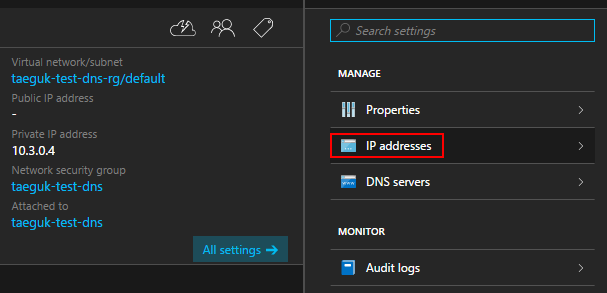 Virtual network/subnet
taeguk-test-dns-rg/default
Public IP address
-
Private IP address
10.3.0.4
Network security group
taeguk-test-dns
Attached to
taeguk-test-dns
All settings →
Search settings
MANAGE
Properties
IP addresses
DNS servers
MONITOR
Audit logs